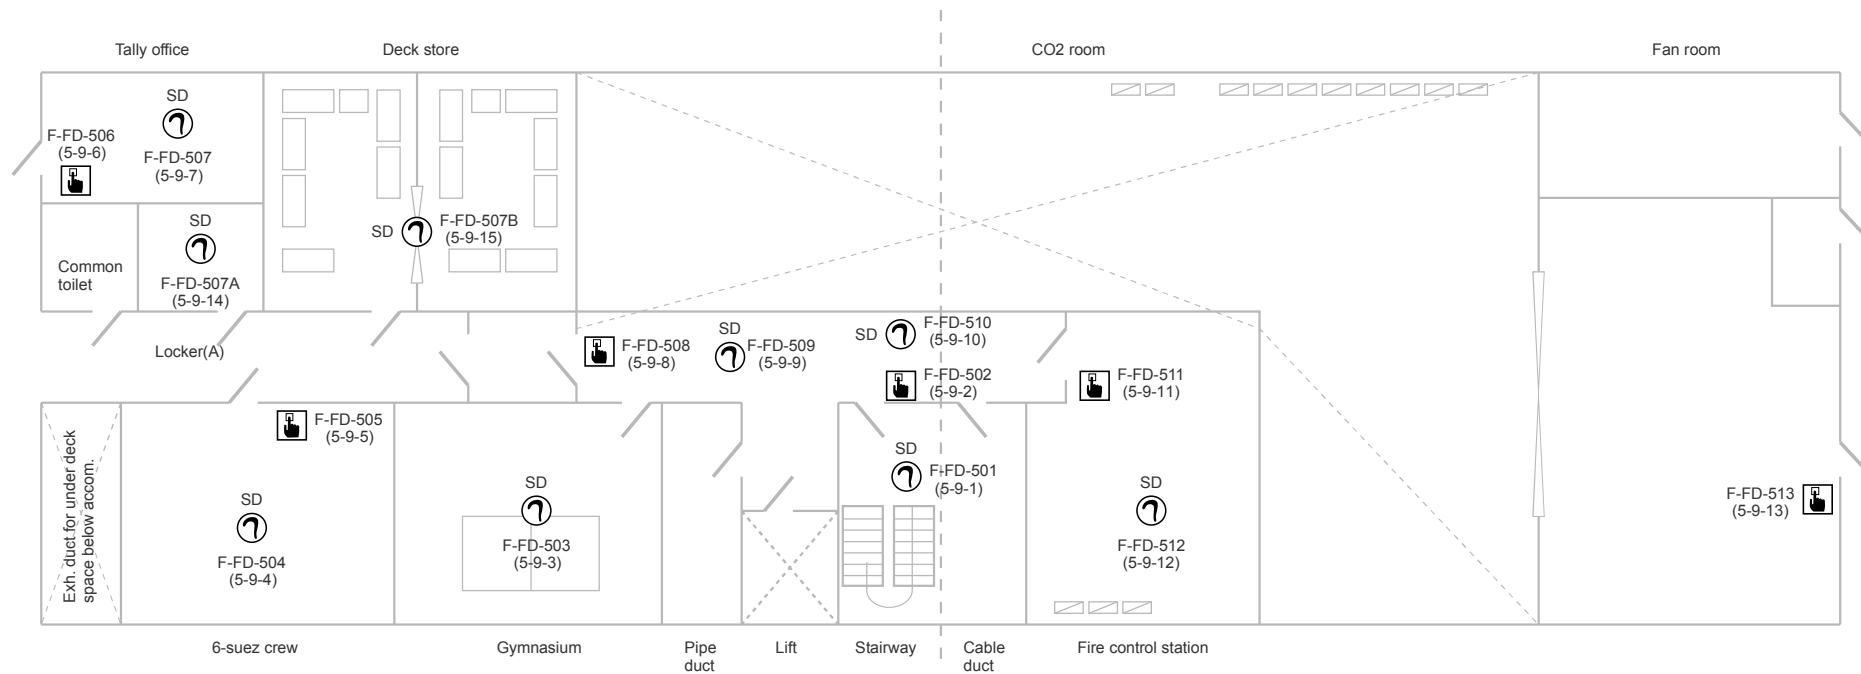 Tally office
Deck store
CO2 room
Fan room
SD
F-FD-506
(5-9-6)
F-FD-507
(5-9-7)
SD
F-FD-507A
(5-9-14)
Common
toilet
SD
F-FD-507B
(5-9-15)
Locker(A)
F-FD-508
(5-9-8)
SD
F-FD-509
(5-9-9)
SD
F-FD-510
(5-9-10)
F-FD-502
(5-9-2)
F-FD-511
(5-9-11)
F-FD-505
(5-9-5)
Exh. duct for under deck
space below accom.
SD
F-FD-504
(5-9-4)
SD
F-FD-503
(5-9-3)
SD
F-FD-501
(5-9-1)
SD
F-FD-512
(5-9-12)
F-FD-513
(5-9-13)
6-suez crew
Gymnasium
Pipe
duct
Lift
Stairway
Cable
duct
Fire control station